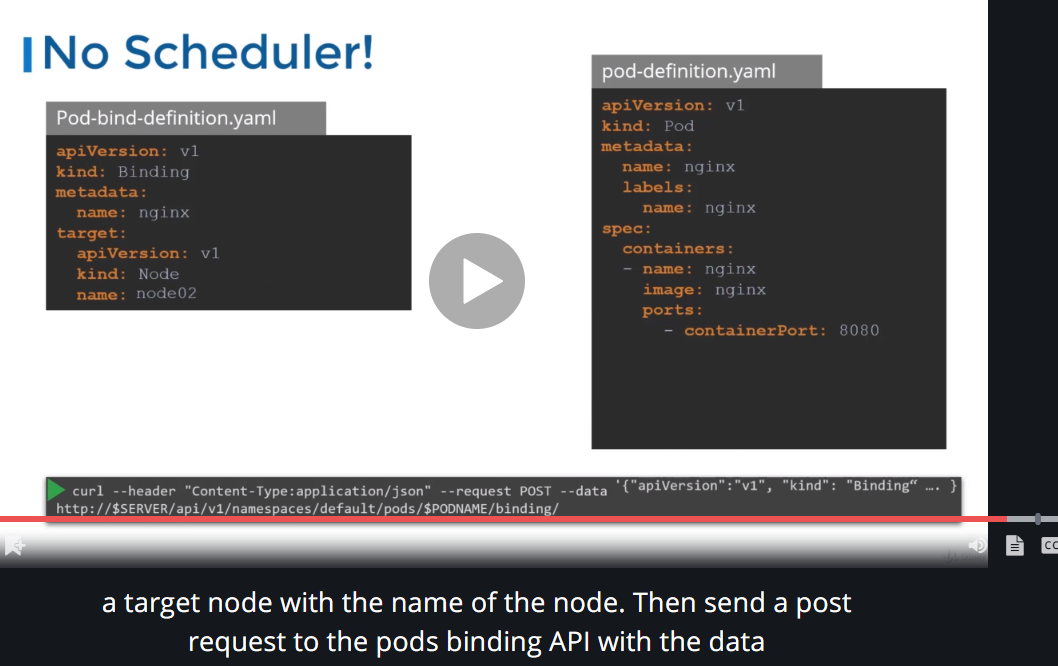 No Scheduler!
Pod-bind-definition.yaml
apiVersion: v1
kind: Binding
metadata:
  name: nginx
target:
  apiVersion: v1
  kind: Node
  name: node02
pod-definition.yaml
apiVersion: v1
kind: Pod
metadata:
  name: nginx
  labels:
    name: nginx
spec:
  containers:
  - name: nginx
    image: nginx
    ports:
      - containerPort: 8080
curl --header "Content-Type:application/json" --request POST --data '{"apiVersion":"v1", "kind": "Binding“ …. }
http://$SERVER/api/v1/namespaces/default/pods/$PODNAME/binding/
CC
a target node with the name of the node. Then send a post
request to the pods binding API with the data